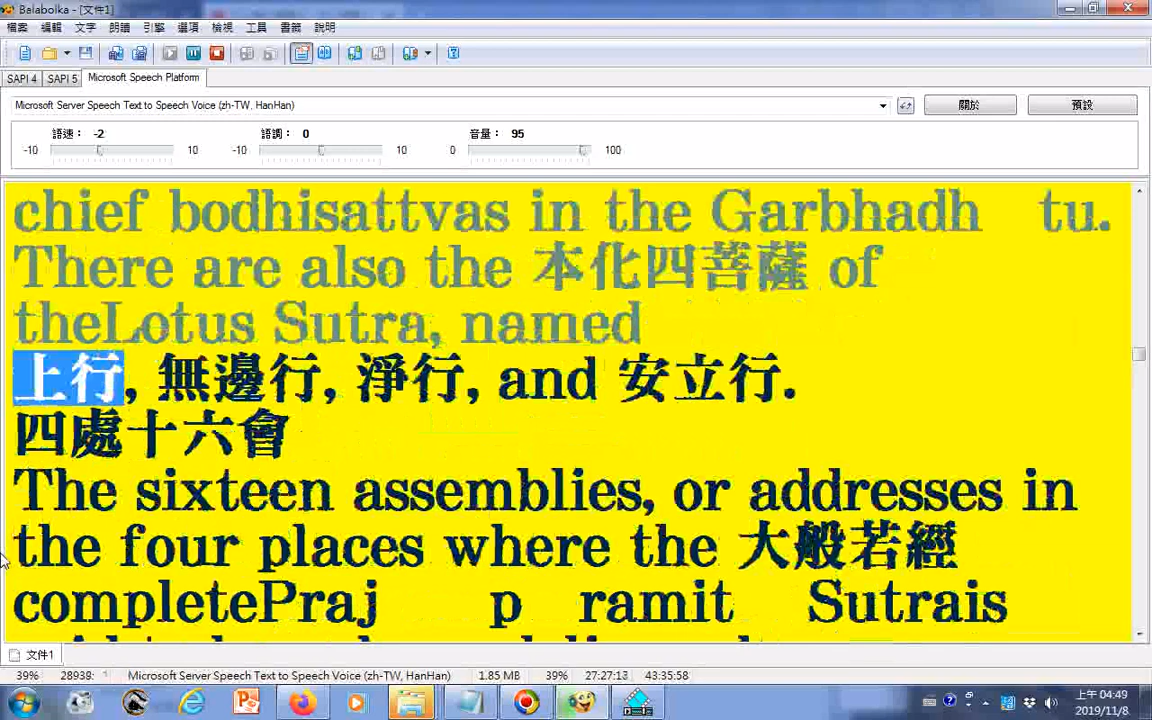 Balabolka - [文件1]
檔案 編輯 文字 朗讀 引擎 選項 檢視 工具 書籤 說明
SAPI 4 SAPI 5 Microsoft Speech Platform
Microsoft Server Speech Text to Speech Voice (zh-TW, HanHan) 關於 預設
語速： -2 語調： 0 音量： 95
-10 10 -10 10 0 100
chief bodhisattvas in the Garbhadh tu.
There are also the 本化四菩薩 of
theLotus Sutra, named
上行, 無邊行, 淨行, and 安立行.
四處十六會
The sixteen assemblies, or addresses in
the four places where the 大般若經
completePraj p ramit Sutrais
文件1
39% 28939: Microsoft Server Speech Text to Speech Voice (zh-TW, HanHan) 1.85 MB 39% 27:27:13 43:35:58
上午 04:49
2019/11/8